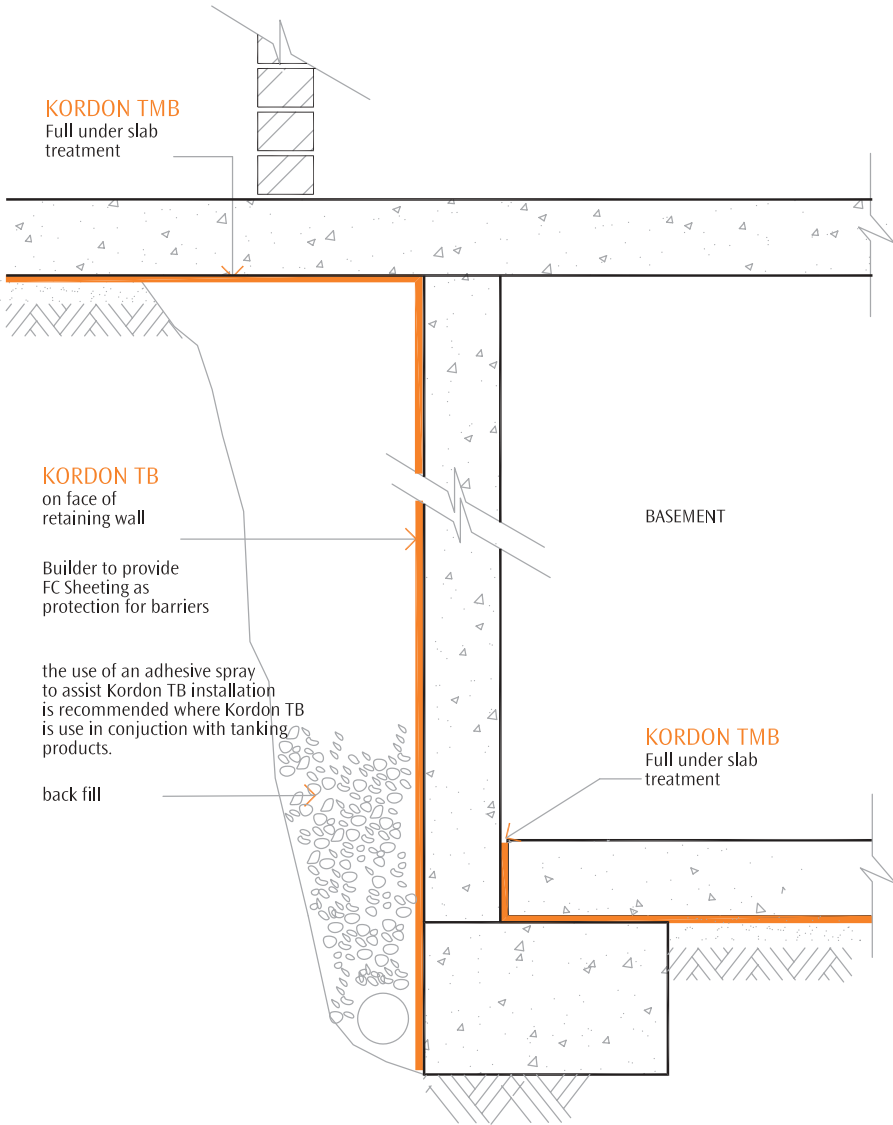 KORDON TMB
Full under slab
treatment
KORDON TB
on face of
retaining wall
Builder to provide
FC Sheeting as
protection for barriers
the use of an adhesive spray
to assist Kordon TB installation
is recommended where Kordon TB
is use in conjuction with tanking
products.
back fill
BASEMENT
KORDON TMB
Full under slab
treatment